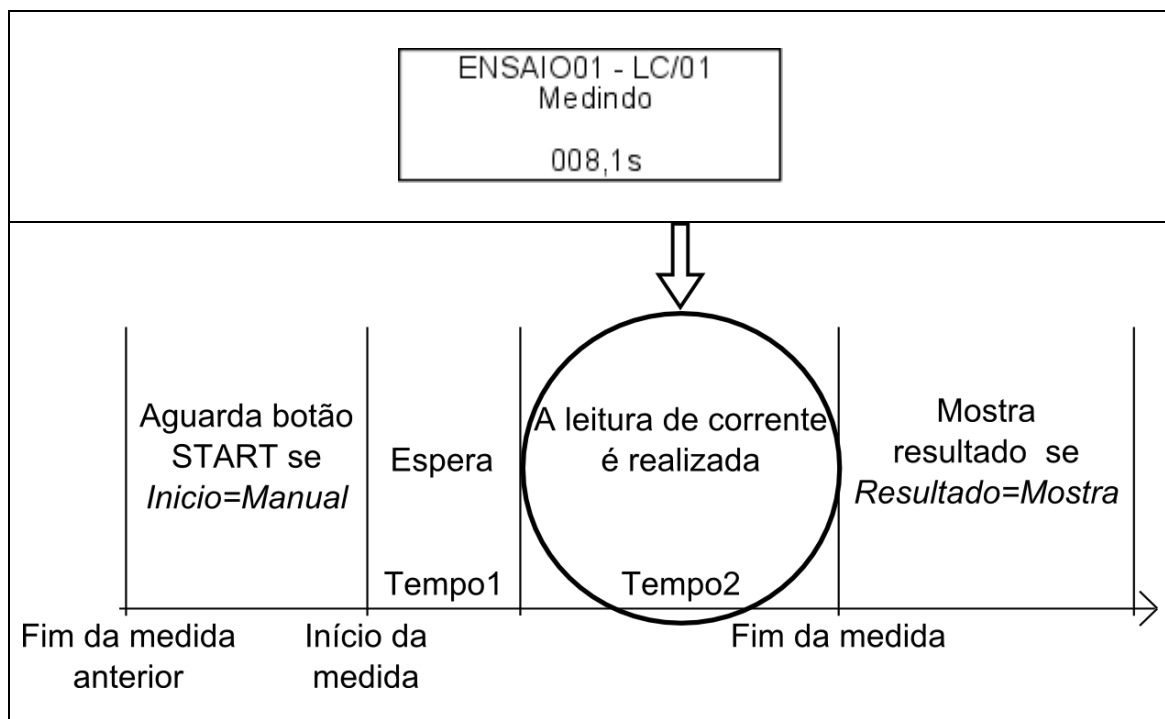 ENSAIO01 - LC/01
Medindo
008,1s
Aguarda botão
START se
Inicio=Manual
Espera
A leitura de corrente
é realizada
Mostra
resultado se
Resultado=Mostra
Tempo1
Tempo2
Fim da medida
anterior
Início da
medida
Fim da medida